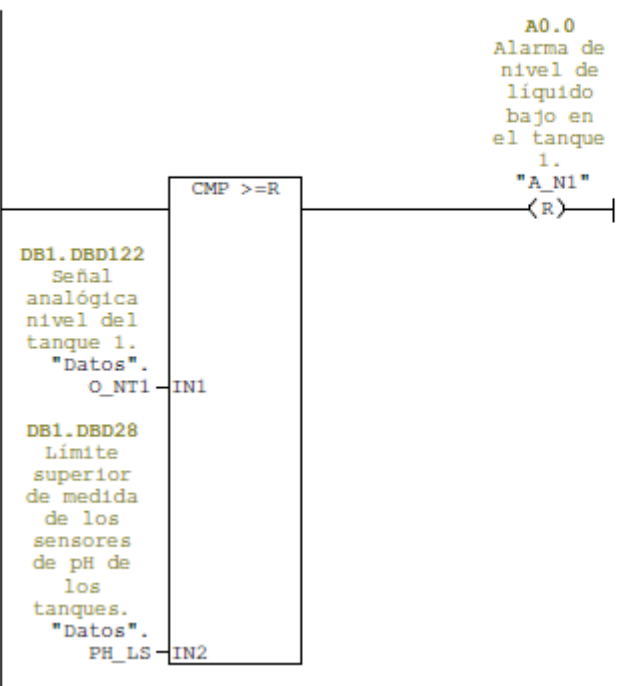 A0.0
Alarma de
nivel de
líquido
bajo en
el tanque
1.
"A_N1"
R
CMP >=R
DB1.DBD122
Señal
analógica
nivel del
tanque 1.
"Datos".
O_NT1
IN1
DB1.DBD28
Límite
superior
de medida
de los
sensores
de pH de
los
tanques.
"Datos".
PH_LS
IN2